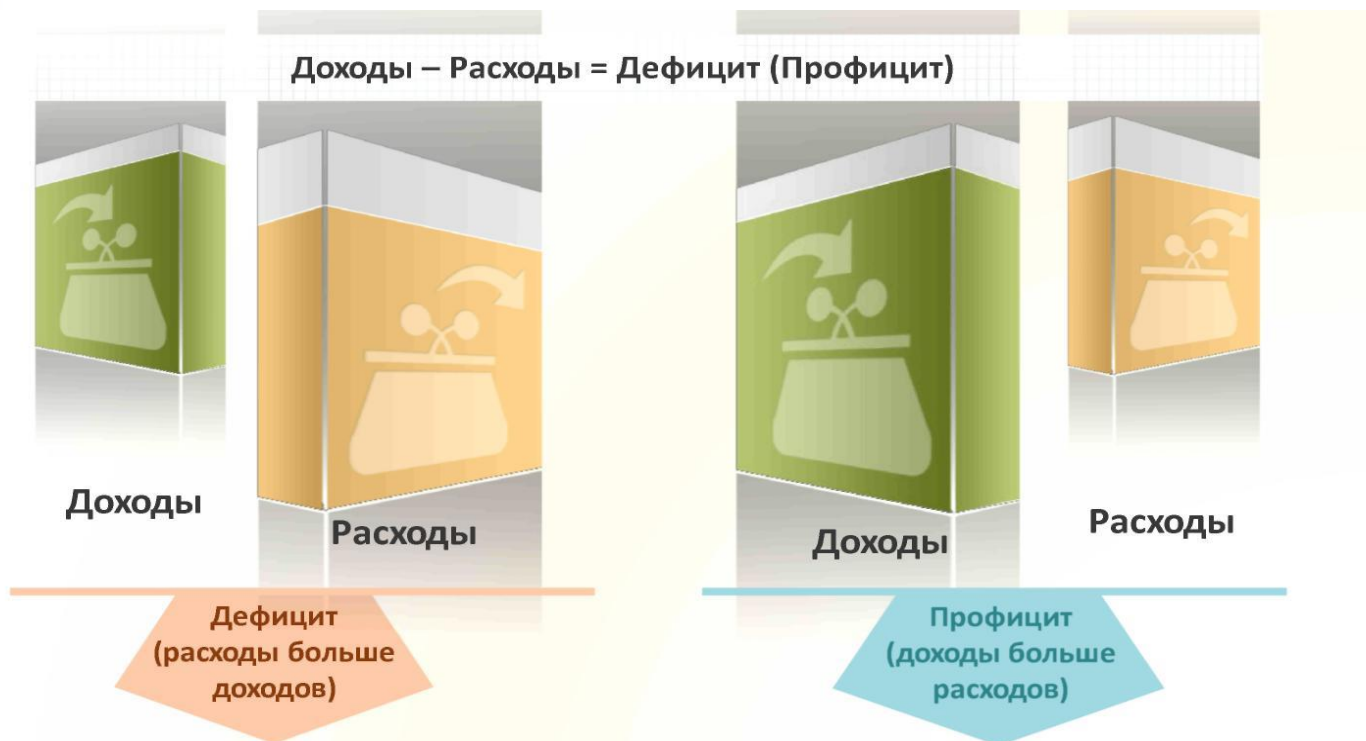 Доходы – Расходы = Дефицит (Профицит)
Доходы
Расходы
Доходы
Расходы
Дефицит
(расходы больше
доходов)
Профицит
(доходы больше
расходов)